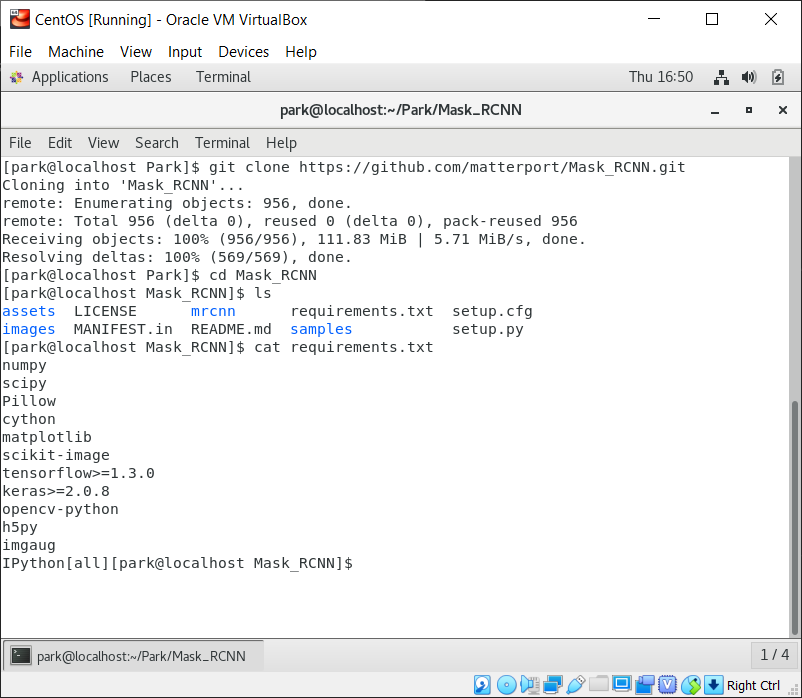 CentOS [Running] - Oracle VM VirtualBox
File Machine View Input Devices Help
Applications Places Terminal Thu 16:50
park@localhost:~/Park/Mask_RCNN
File Edit View Search Terminal Help
[park@localhost Park]$ git clone https://github.com/matterport/Mask_RCNN.git
Cloning into 'Mask_RCNN'...
remote: Enumerating objects: 956, done.
remote: Total 956 (delta 0), reused 0 (delta 0), pack-reused 956
Receiving objects: 100% (956/956), 111.83 MiB | 5.71 MiB/s, done.
Resolving deltas: 100% (569/569), done.
[park@localhost Park]$ cd Mask_RCNN
[park@localhost Mask_RCNN]$ ls
assets LICENSE mrcnn requirements.txt setup.cfg
images MANIFEST.in README.md samples setup.py
[park@localhost Mask_RCNN]$ cat requirements.txt
numpy
scipy
Pillow
cython
matplotlib
scikit-image
tensorflow>=1.3.0
keras>=2.0.8
opencv-python
h5py
imgaug
IPython[all][park@localhost Mask_RCNN]$
park@localhost:~/Park/Mask_RCNN 1 / 4
Right Ctrl